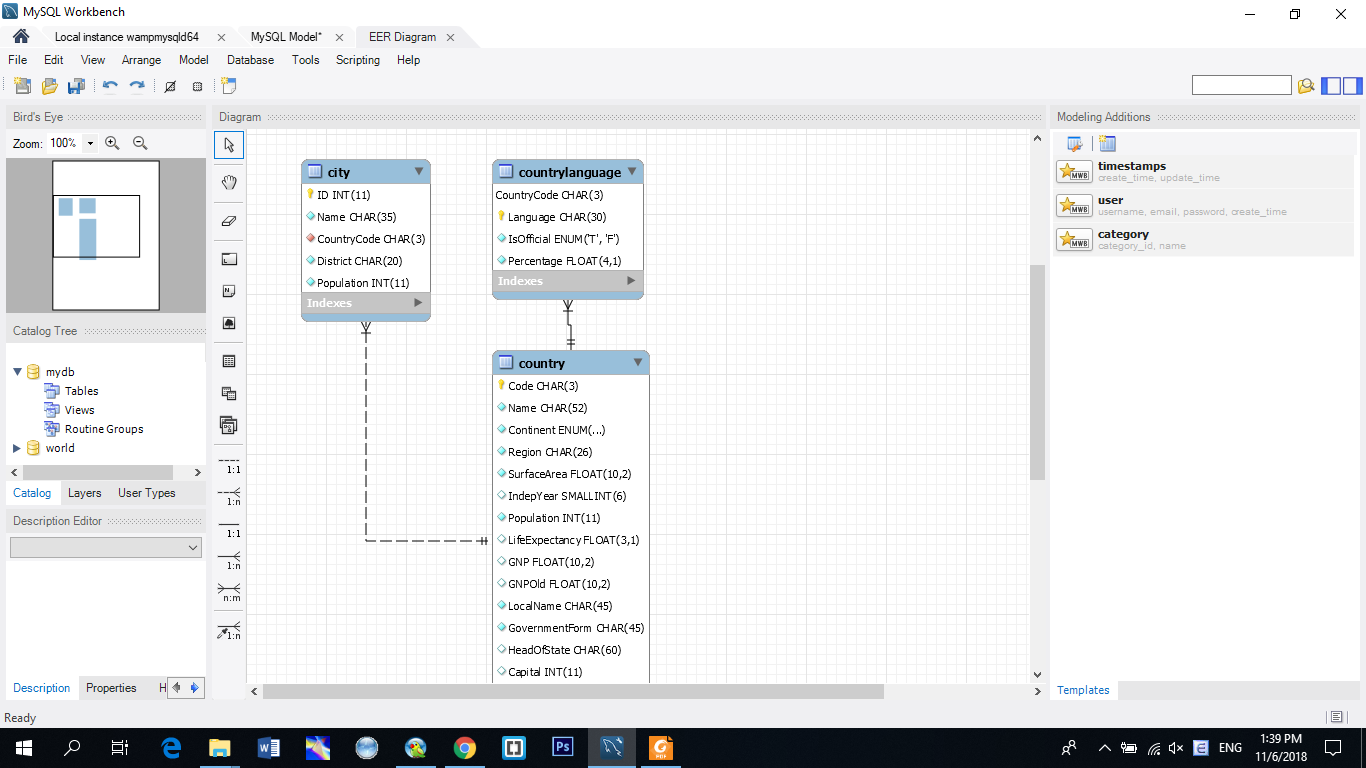 MySQL Workbench
Local instance wampmysqld64
MySQL Model*
EER Diagram
File Edit View Arrange Model Database Tools Scripting Help
Bird's Eye
Zoom: 100%
Catalog Tree
mydb
Tables
Views
Routine Groups
world
Catalog Layers User Types
Description Editor
Description Properties H
Diagram
1:1
1:n
1:1
1:n
n:m
1:n
city
ID INT(11)
Name CHAR(35)
CountryCode CHAR(3)
District CHAR(20)
Population INT(11)
Indexes
countrylanguage
CountryCode CHAR(3)
Language CHAR(30)
IsOfficial ENUM('T', 'F')
Percentage FLOAT(4,1)
Indexes
country
Code CHAR(3)
Name CHAR(52)
Continent ENUM(...)
Region CHAR(26)
SurfaceArea FLOAT(10,2)
IndepYear SMALLINT(6)
Population INT(11)
LifeExpectancy FLOAT(3,1)
GNP FLOAT(10,2)
GNPOld FLOAT(10,2)
LocalName CHAR(45)
GovernmentForm CHAR(45)
HeadOfState CHAR(60)
Capital INT(11)
Modeling Additions
MWB
timestamps
create_time, update_time
MWB
user
username, email, password, create_time
MWB
category
category_id, name
Templates
Ready
Ps
PDF
ENG
1:39 PM
11/6/2018